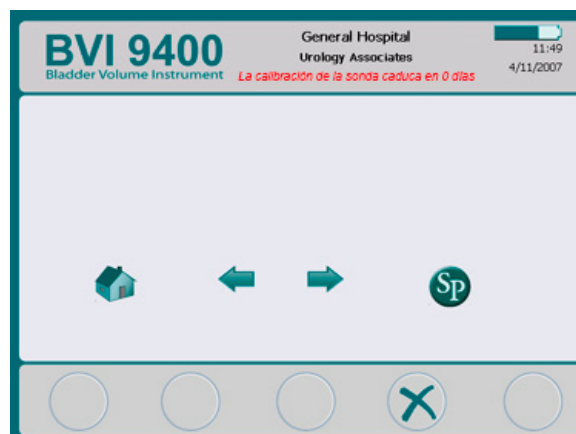 BVI 9400
Bladder Volume Instrument
General Hospital
Urology Associates
La calibración de la sonda caduca en 0 días
11:49
4/11/2007
SP